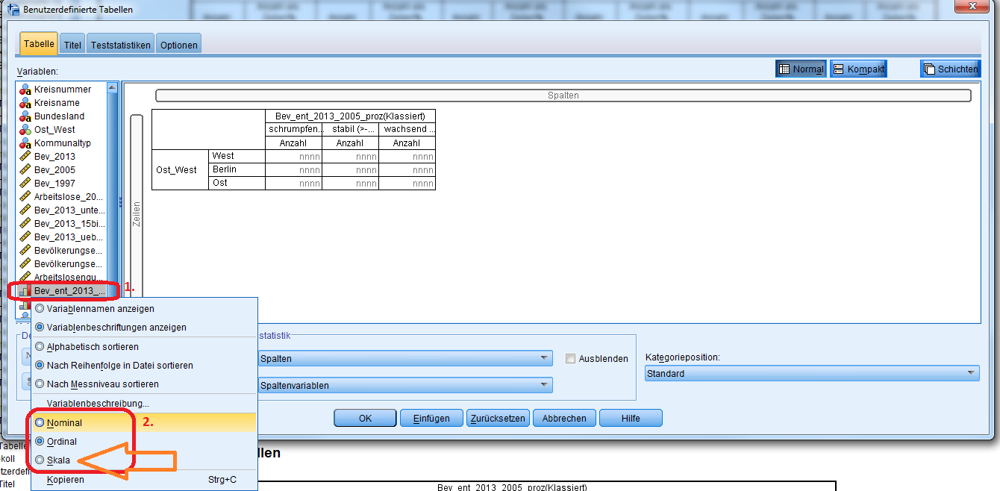 Benutzerdefinierte Tabellen
Tabelle Titel Teststatistiken Optionen
Variablen:
Normal Kompakt Schichten
Kreisnummer
Kreisname
Bundesland
Ost_West
Kommunaltyp
Bev_2013
Bev_2005
Bev_1997
Arbeitslose_20...
Bev_2013_unte...
Bev_2013_15bi...
Bev_2013_ueb...
Bevölkerungse...
Bevölkerungse...
Arbeitslosenqu...
Bev_ent_2013_...
1.
Spalten
Zeilen
Bev_ent_2013_2005_proz(Klassiert)
schrumpfen... stabil (>-... wachsend ...
Anzahl Anzahl Anzahl
Ost_West
West nnnn nnnn nnnn
Berlin nnnn nnnn nnnn
Ost nnnn nnnn nnnn
Variablennamen anzeigen
Variablenbeschriftungen anzeigen
Alphabetisch sortieren
Nach Reihenfolge in Datei sortieren
Nach Messniveau sortieren
Variablenbeschreibung...
Nominal
2.
Ordinal
Skala
Kopieren Strg+C
statistik
Spalten
Ausblenden
Spaltenvariablen
Kategorieposition:
Standard
OK Einfügen Zurücksetzen Abbrechen Hilfe
Tabelle
koll
tzerdefi
Titel
llen
Bev_ent_2013_2005_proz(Klassiert)